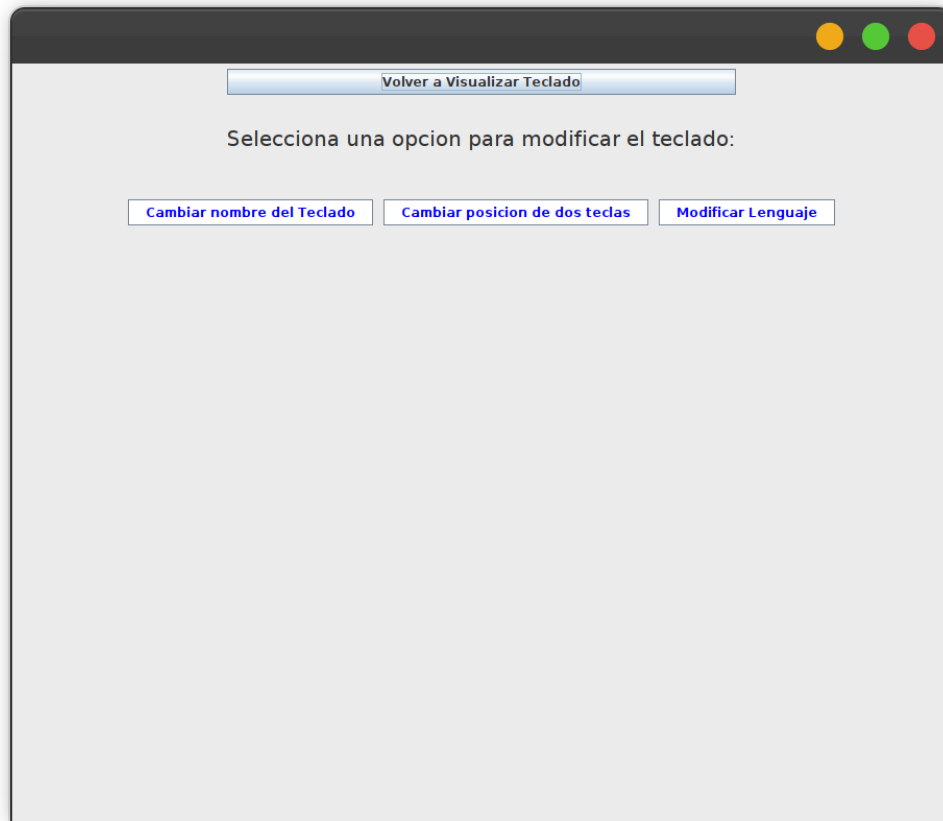 Volver a Visualizar Teclado
Selecciona una opcion para modificar el teclado:
Cambiar nombre del Teclado Cambiar posicion de dos teclas Modificar Lenguaje